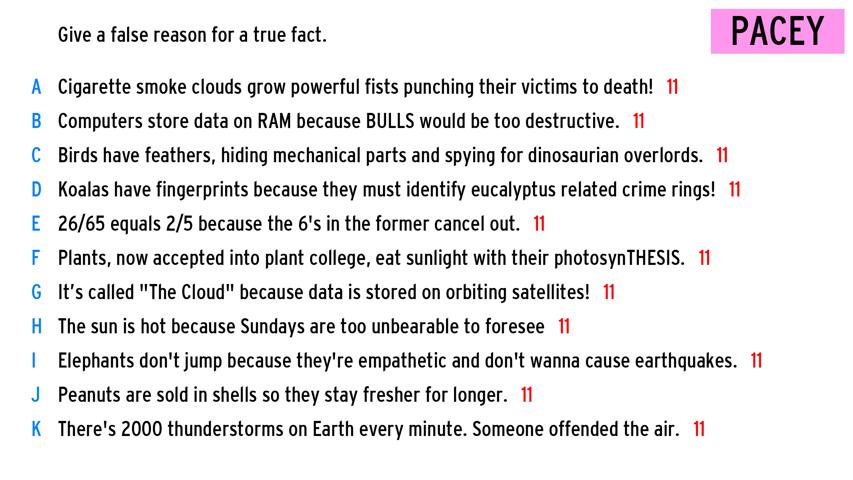 Give a false reason for a true fact.
PACEY
A Cigarette smoke clouds grow powerful fists punching their victims to death! 11
B Computers store data on RAM because BULLS would be too destructive. 11
C Birds have feathers, hiding mechanical parts and spying for dinosaurian overlords. 11
D Koalas have fingerprints because they must identify eucalyptus related crime rings! 11
E 26/65 equals 2/5 because the 6's in the former cancel out. 11
F Plants, now accepted into plant college, eat sunlight with their photosynTHESIS. 11
G It’s called "The Cloud" because data is stored on orbiting satellites! 11
H The sun is hot because Sundays are too unbearable to foresee 11
I Elephants don't jump because they're empathetic and don't wanna cause earthquakes. 11
J Peanuts are sold in shells so they stay fresher for longer. 11
K There's 2000 thunderstorms on Earth every minute. Someone offended the air. 11